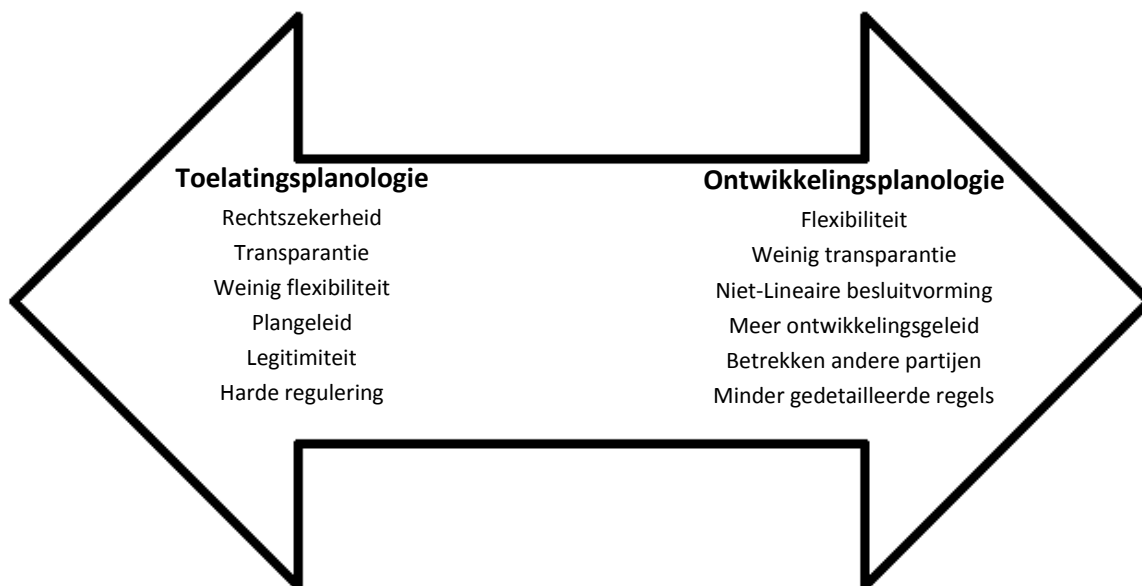 Toelatingsplanologie
Rechtszekerheid
Transparantie
Weinig flexibiliteit
Plangeleid
Legitimiteit
Harde regulering
Ontwikkelingsplanologie
Flexibiliteit
Weinig transparantie
Niet-Lineaire besluitvorming
Meer ontwikkelingsgeleid
Betrekken andere partijen
Minder gedetailleerde regels